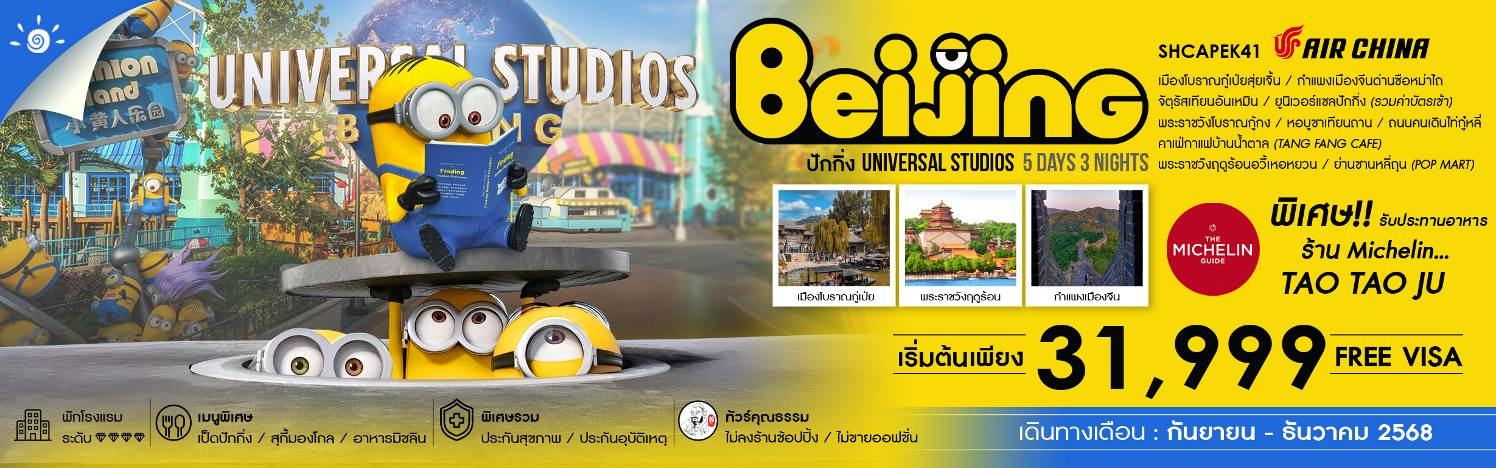 Minion
Land
小黄人乐园
UNIVERSAL STUDIOS
BEIJING
Finding
Finding
Beijing
ปักกิ่ง UNIVERSAL STUDIOS 5 DAYS 3 NIGHTS
SHCAPEK41 AIR CHINA
เมืองโบราณกู๋เป่ยสุ่ยเจิ้น / กำแพงเมืองจีนด่านซือหม่าไถ
จัตุรัสเทียนอันเหมิน / ยูนิเวอร์แซลปักกิ่ง (รวมค่าบัตรเข้า)
พระราชวังโบราณกู้กง / หอบูชาเทียนถาน / ถนนคนเดินไท่กู๋หลี่
คาเฟ่กาแฟบ้านน้ำตาล (TANG FANG CAFE)
พระราชวังฤดูร้อนอวี้เหอหยวน / ย่านซานหลี่ถุน (POP MART)
เมืองโบราณกู๋เป่ย
พระราชวังฤดูร้อน
กำแพงเมืองจีน
THE
MICHELIN
GUIDE
พิเศษ!! รับประทานอาหาร
ร้าน Michelin...
TAO TAO JU
เริ่มต้นเพียง 31,999 FREE VISA
พักโรงแรม
ระดับ
เมนูพิเศษ
เป็ดปักกิ่ง / สุกี้มองโกล / อาหารมิชลิน
พิเศษรวม
ประกันสุขภาพ / ประกันอุบัติเหตุ
ทัวร์คุณธรรม
ไม่ลงร้านช้อปปิ้ง / ไม่ขายออฟชั่น
เดินทางเดือน : กันยายน - ธันวาคม 2568